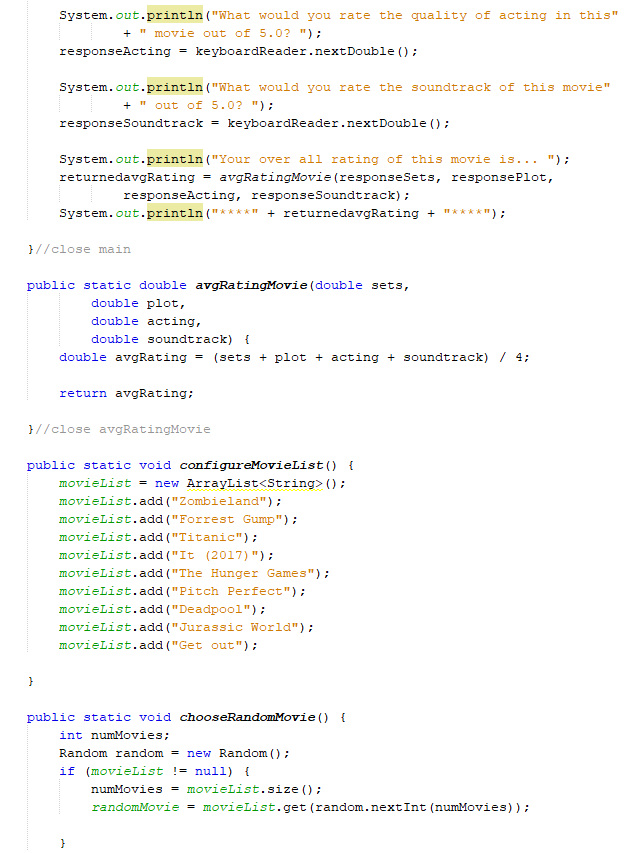 System.out.println("What would you rate the quality of acting in this"
+ " movie out of 5.0? ");
responseActing = keyboardReader.nextDouble();
System.out.println("What would you rate the soundtrack of this movie"
+ " out of 5.0? ");
responseSoundtrack = keyboardReader.nextDouble();
System.out.println("Your over all rating of this movie is... ");
returnedavgRating = avgRatingMovie(responseSets, responsePlot,
responseActing, responseSoundtrack);
System.out.println("****" + returnedavgRating + "****");
}//close main
public static double avgRatingMovie(double sets,
double plot,
double acting,
double soundtrack) {
double avgRating = (sets + plot + acting + soundtrack) / 4;
return avgRating;
}//close avgRatingMovie
public static void configureMovieList() {
movieList = new ArrayList<String>();
movieList.add("Zombieland");
movieList.add("Forrest Gump");
movieList.add("Titanic");
movieList.add("It (2017)");
movieList.add("The Hunger Games");
movieList.add("Pitch Perfect");
movieList.add("Deadpool");
movieList.add("Jurassic World");
movieList.add("Get out");
}
public static void chooseRandomMovie() {
int numMovies;
Random random = new Random();
if (movieList != null) {
numMovies = movieList.size();
randomMovie = movieList.get(random.nextInt(numMovies));
}